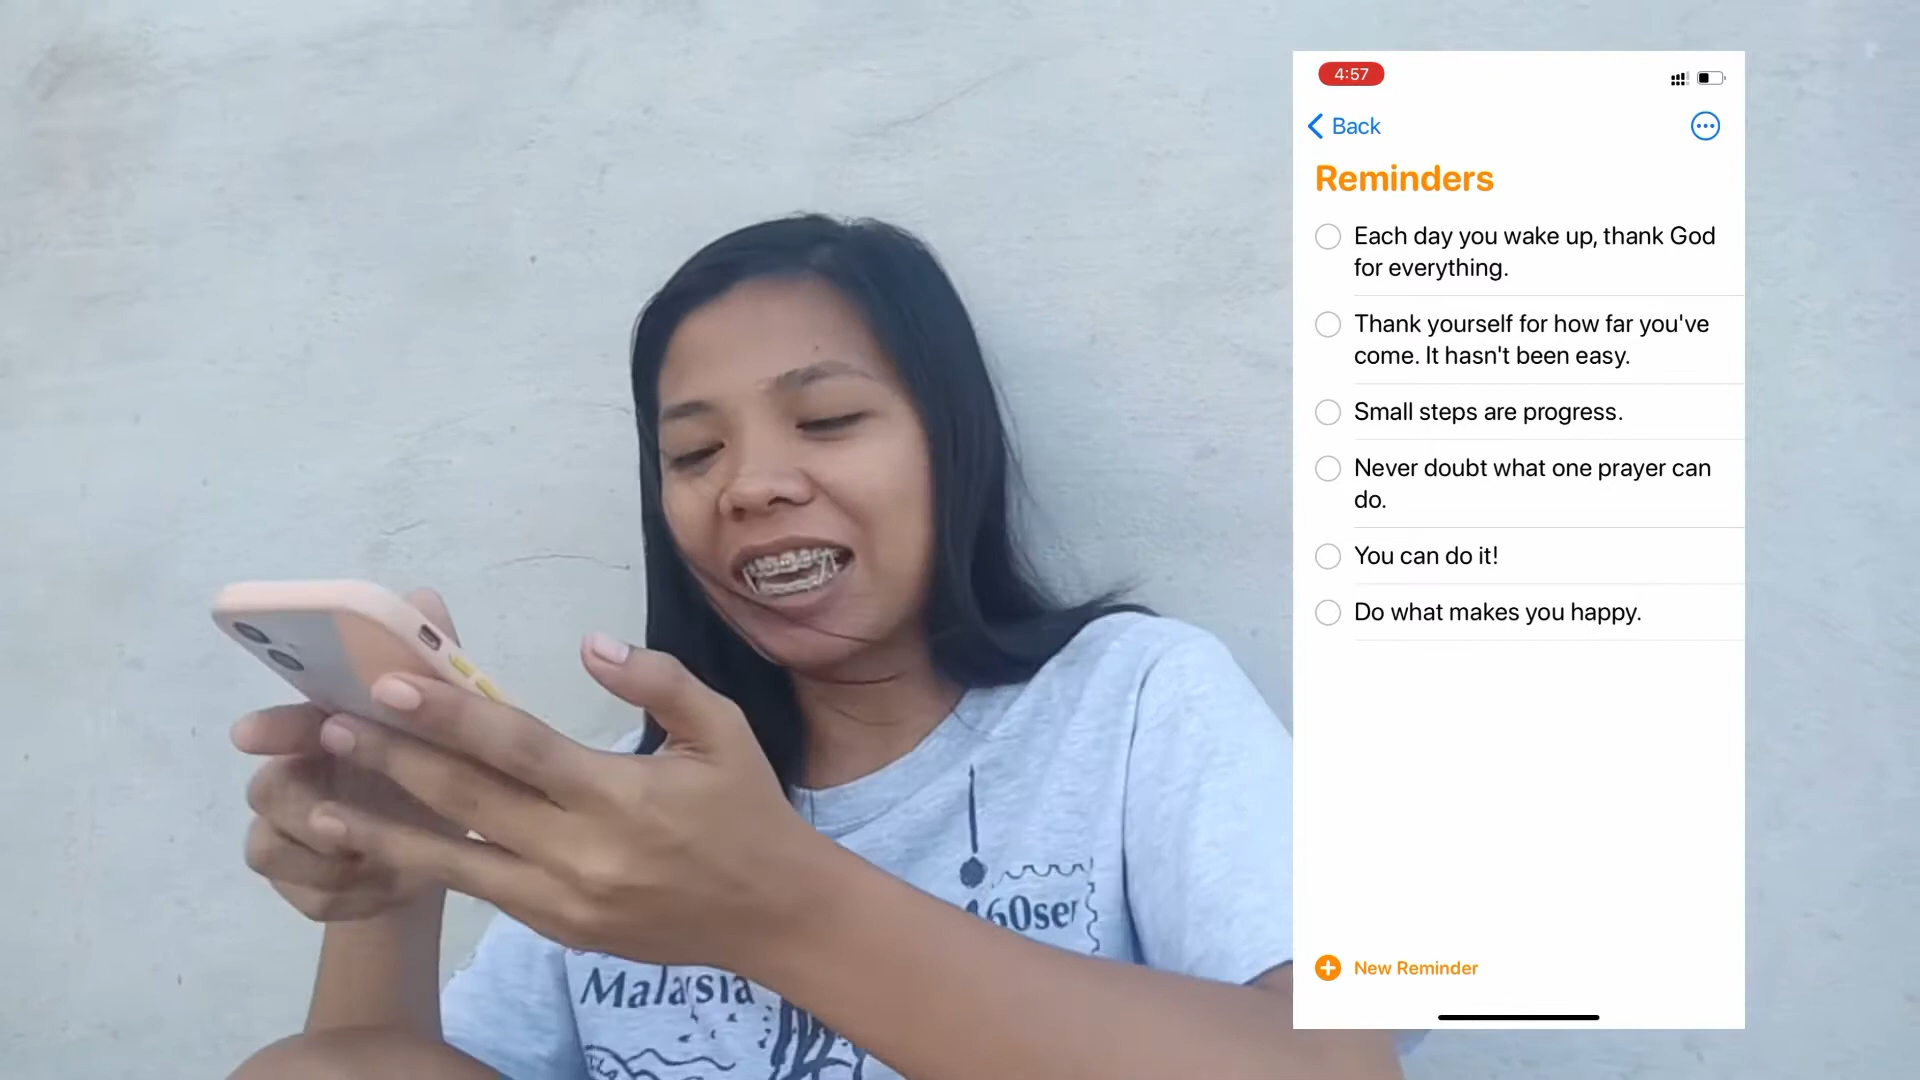 4:57
Back
Reminders
Each day you wake up, thank God
for everything.
Thank yourself for how far you've
come. It hasn't been easy.
Small steps are progress.
Never doubt what one prayer can
do.
You can do it!
Do what makes you happy.
New Reminder
60ser
Malaysia